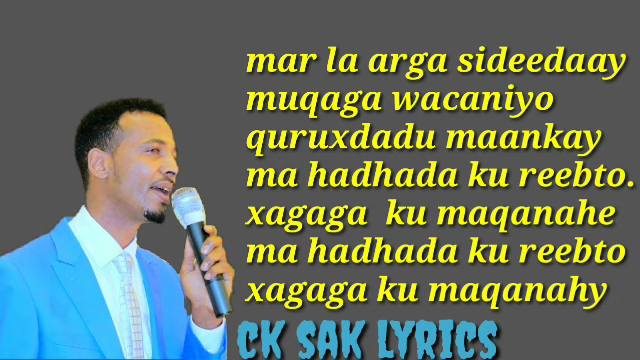 mar la arga sideedaay
muqaga wacaniyo
quruxdadu maankay
ma hadhada ku reebto.
xagaga ku maqanahe
ma hadhada ku reebto
xagaga ku maqanahy
CK SAK LYRICS